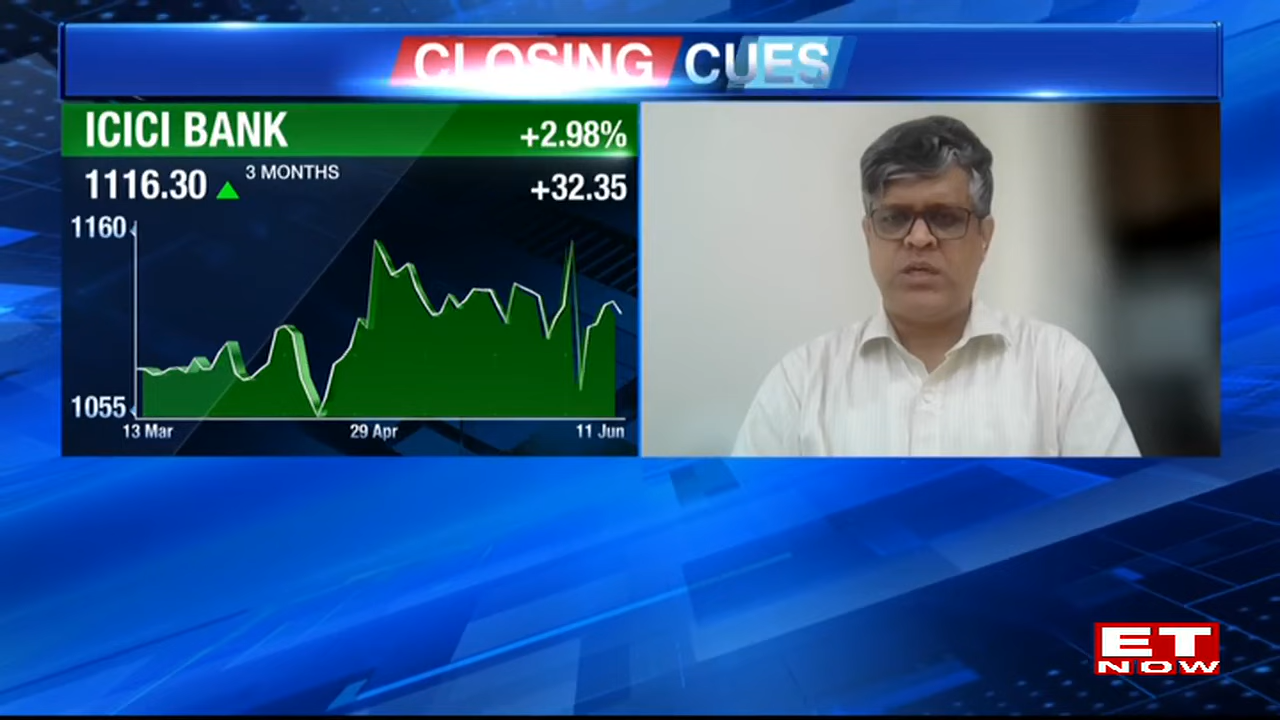 CLOSING CUES
ICICI BANK +2.98%
1116.30 3 MONTHS +32.35
1160
1055
13 Mar 29 Apr 11 Jun
ET
NOW